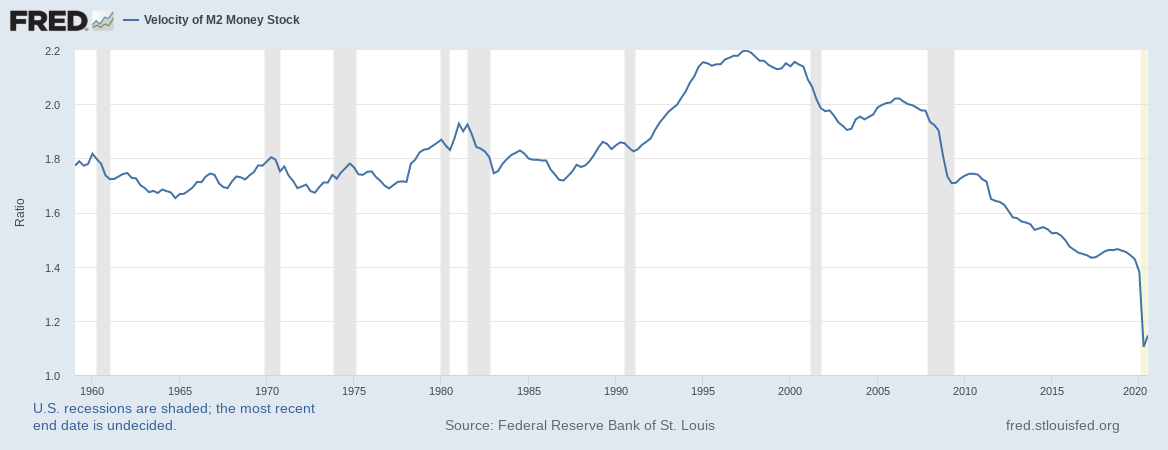 FRED Velocity of M2 Money Stock
2.2
2.0
1.8
1.6
1.4
1.2
1.0
Ratio
1960 1965 1970 1975 1980 1985 1990 1995 2000 2005 2010 2015 2020
U.S. recessions are shaded; the most recent
end date is undecided.
Source: Federal Reserve Bank of St. Louis
fred.stlouisfed.org